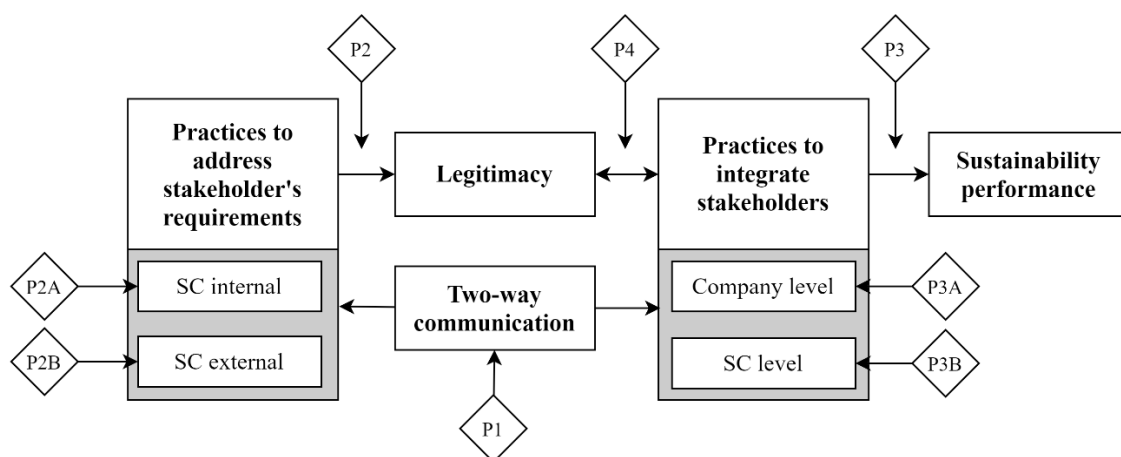 P2
P4
P3
Practices to
address
stakeholder's
requirements
Legitimacy
Practices to
integrate
stakeholders
Sustainability
performance
P2A
SC internal
Two-way
communication
Company level
P3A
P2B
SC external
SC level
P3B
P1